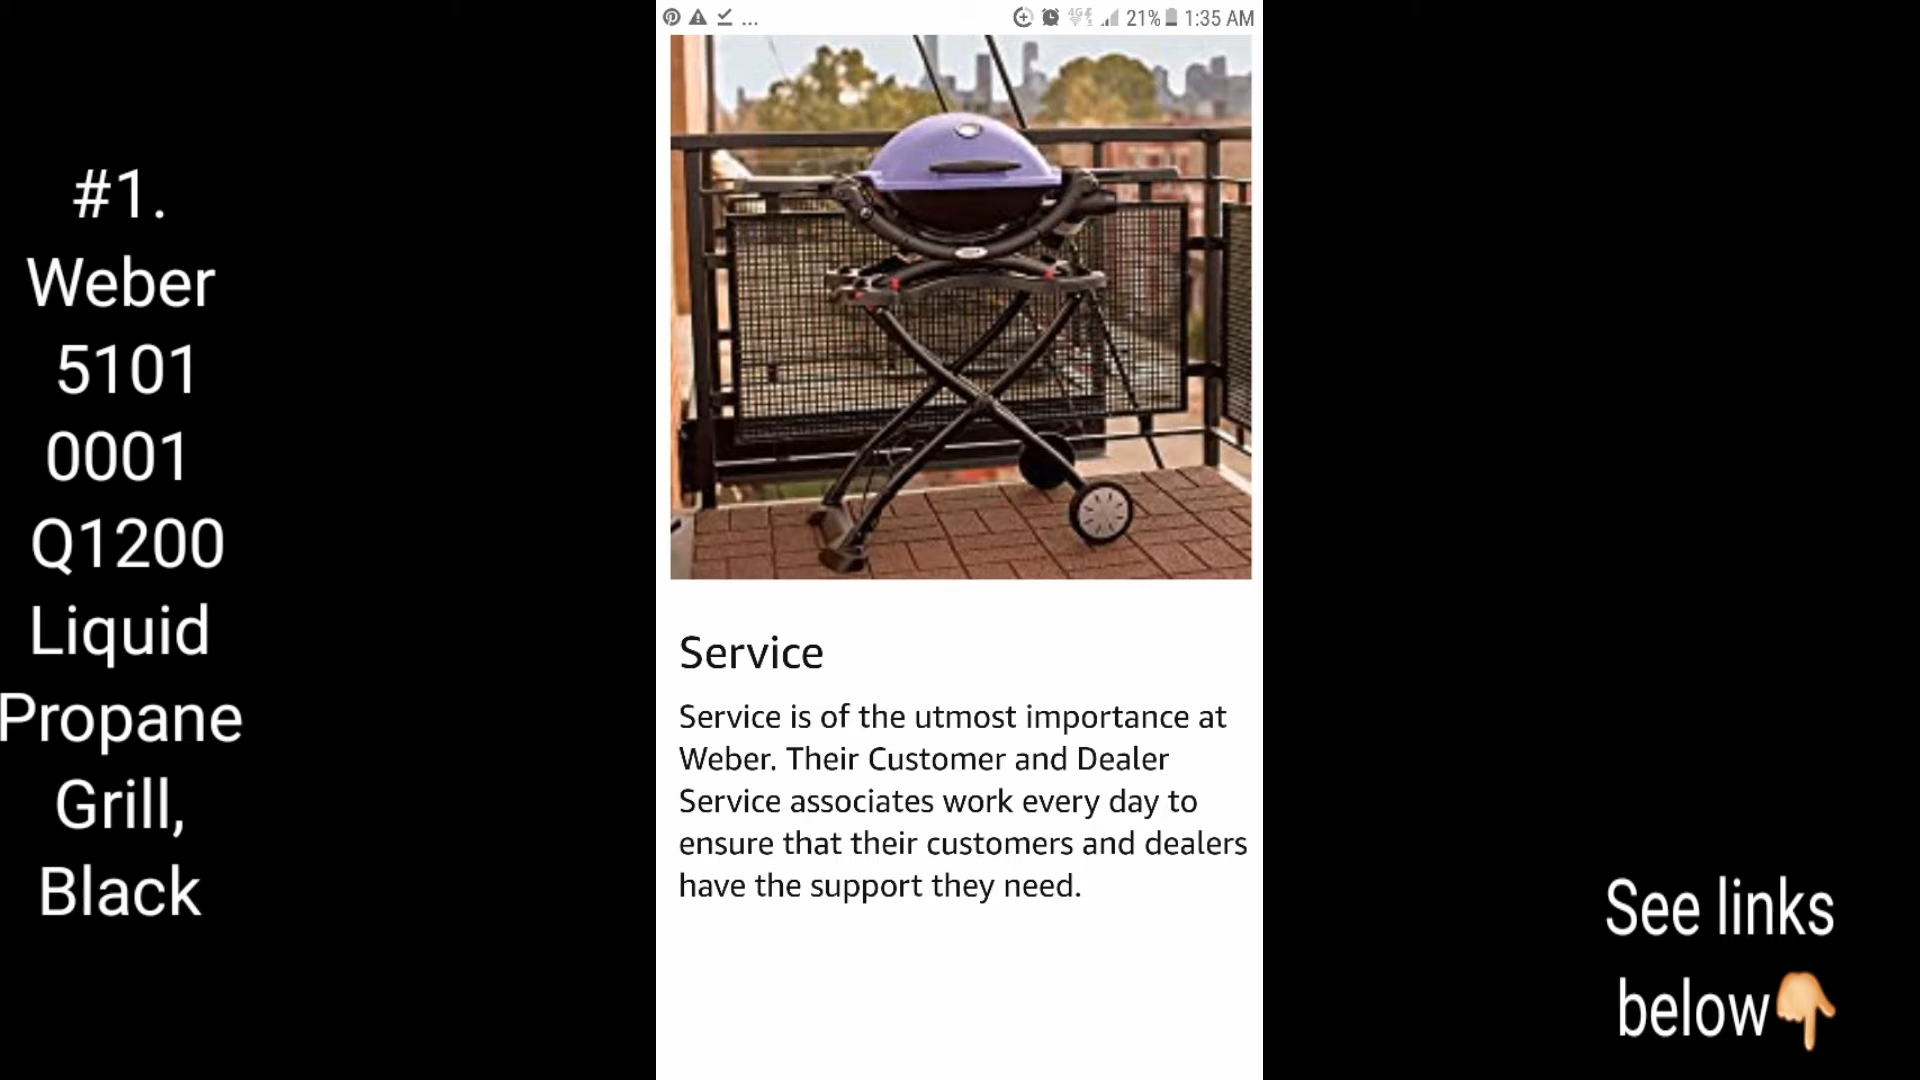 #1.
Weber
5101
0001
Q1200
Liquid
Propane
Grill,
Black
... 21% 1:35 AM
Service
Service is of the utmost importance at
Weber. Their Customer and Dealer
Service associates work every day to
ensure that their customers and dealers
have the support they need.
See links
below👇